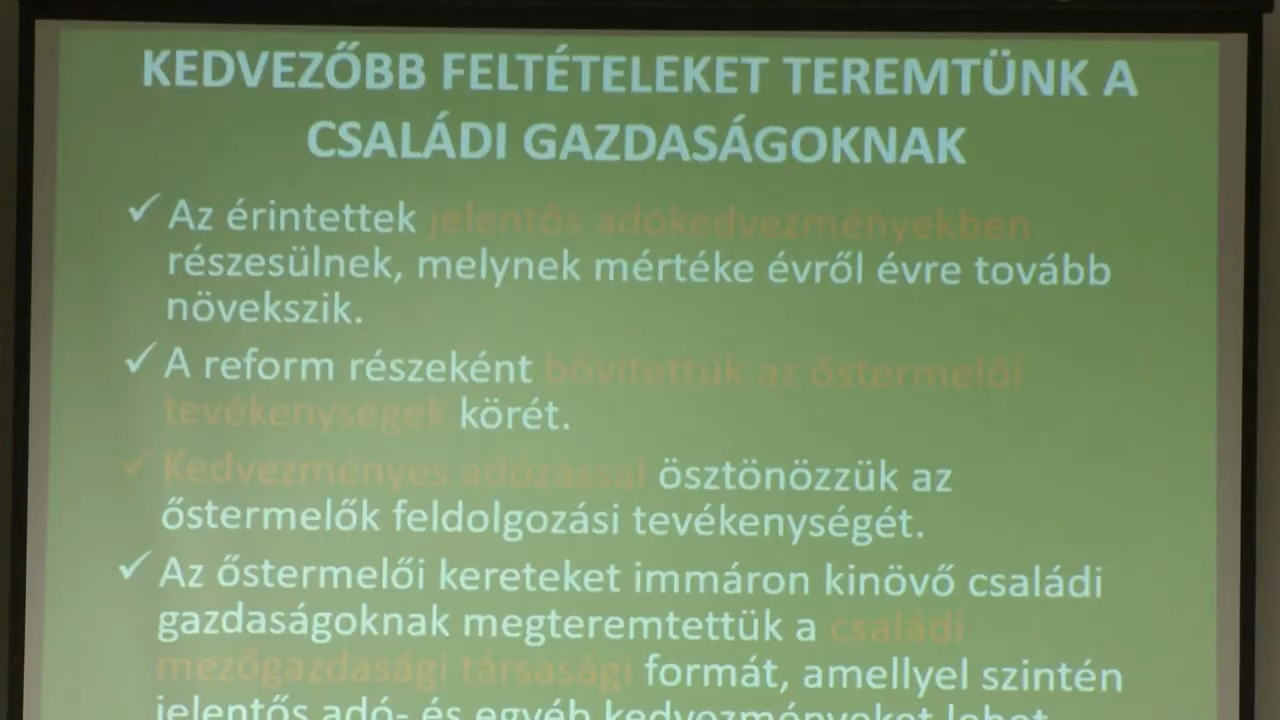 KEDVEZŐBB FELTÉTELEKET TEREMTÜNK A
CSALÁDI GAZDASÁGOKNAK
✓ Az érintettek jelentős adókedvezményekben
részesülnek, melynek mértéke évről évre tovább
növekszik.
✓ A reform részeként bővítettük az őstermelői
tevékenységek körét.
✓ Kedvezményes adózással ösztönözzük az
őstermelők feldolgozási tevékenységét.
✓ Az őstermelői kereteket immáron kinövő családi
gazdaságoknak megteremtettük a családi
mezőgazdasági társasági formát, amellyel szintén
jelentős adó- és egyéb kedvezményeket lehet